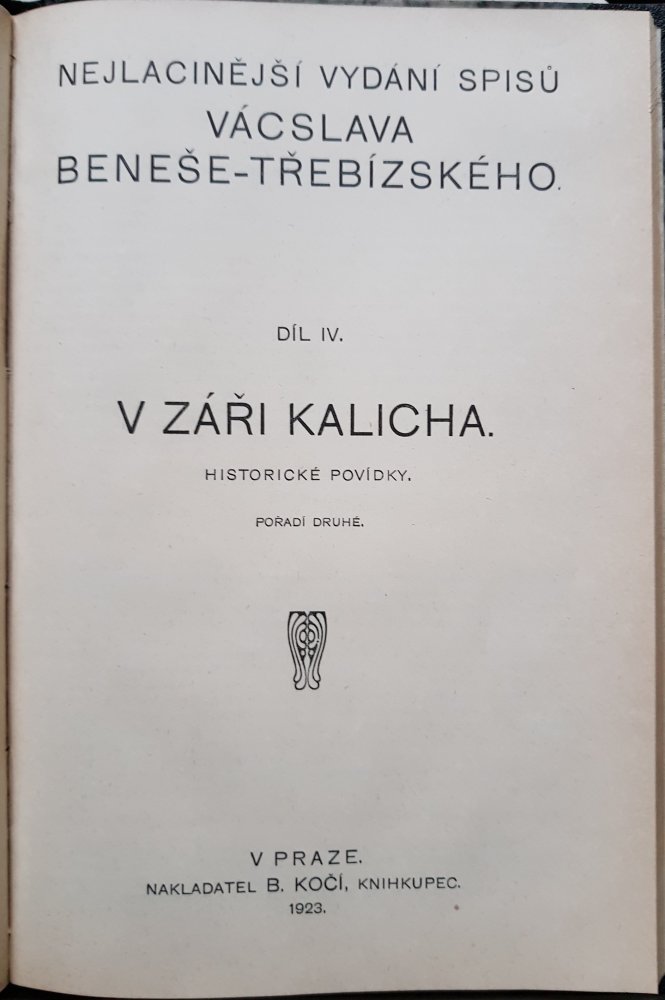 NEJLACINĚJŠÍ VYDÁNÍ SPISŮ
VÁCSLAVA
BENEŠE-TŘEBÍZSKÉHO.
DÍL IV.
V ZÁŘI KALICHA.
HISTORICKÉ POVÍDKY.
POŘADÍ DRUHÉ.
V PRAZE.
NAKLADATEL B. KOČÍ, KNIHKUPEC.
1923.